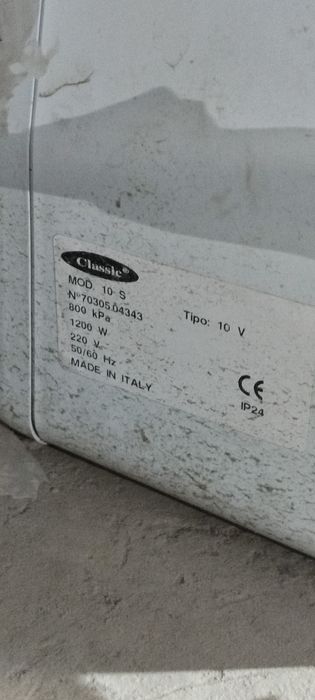 Classic®
MOD. 10 S
Tipo: 10 V
N° 70305.04343
800 kPa
1200 W
220 V
50/60 Hz
MADE IN ITALY
CE
IP24